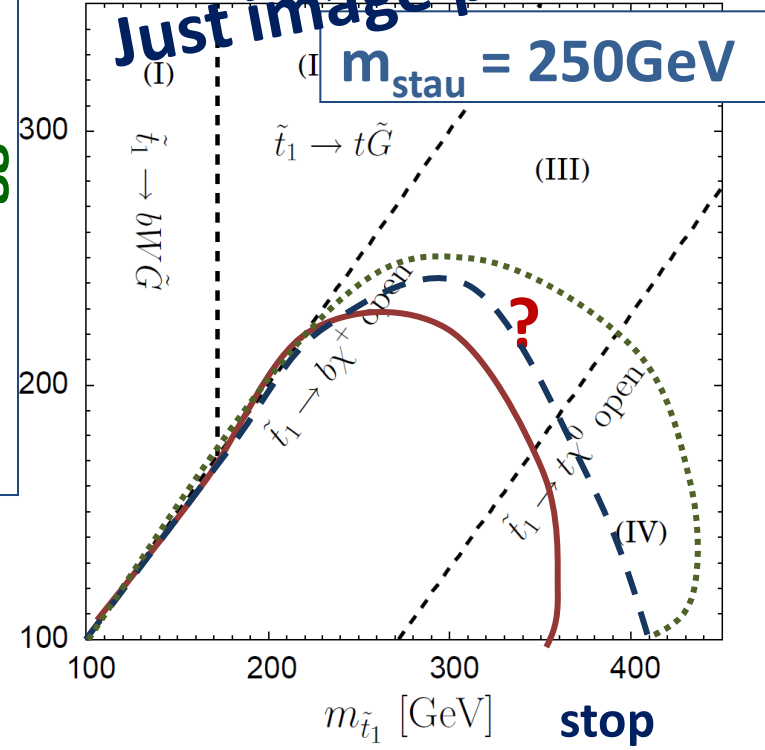 Just image
m_stau = 250GeV
(I)
300
t̃₁ → bWG̃
t̃₁ → tG̃
(III)
?
t̃₁ → bχ⁺ open
200
t̃₁ → tχ⁰ open
(IV)
100
100 200 300 400
m_t̃₁ [GeV]
stop